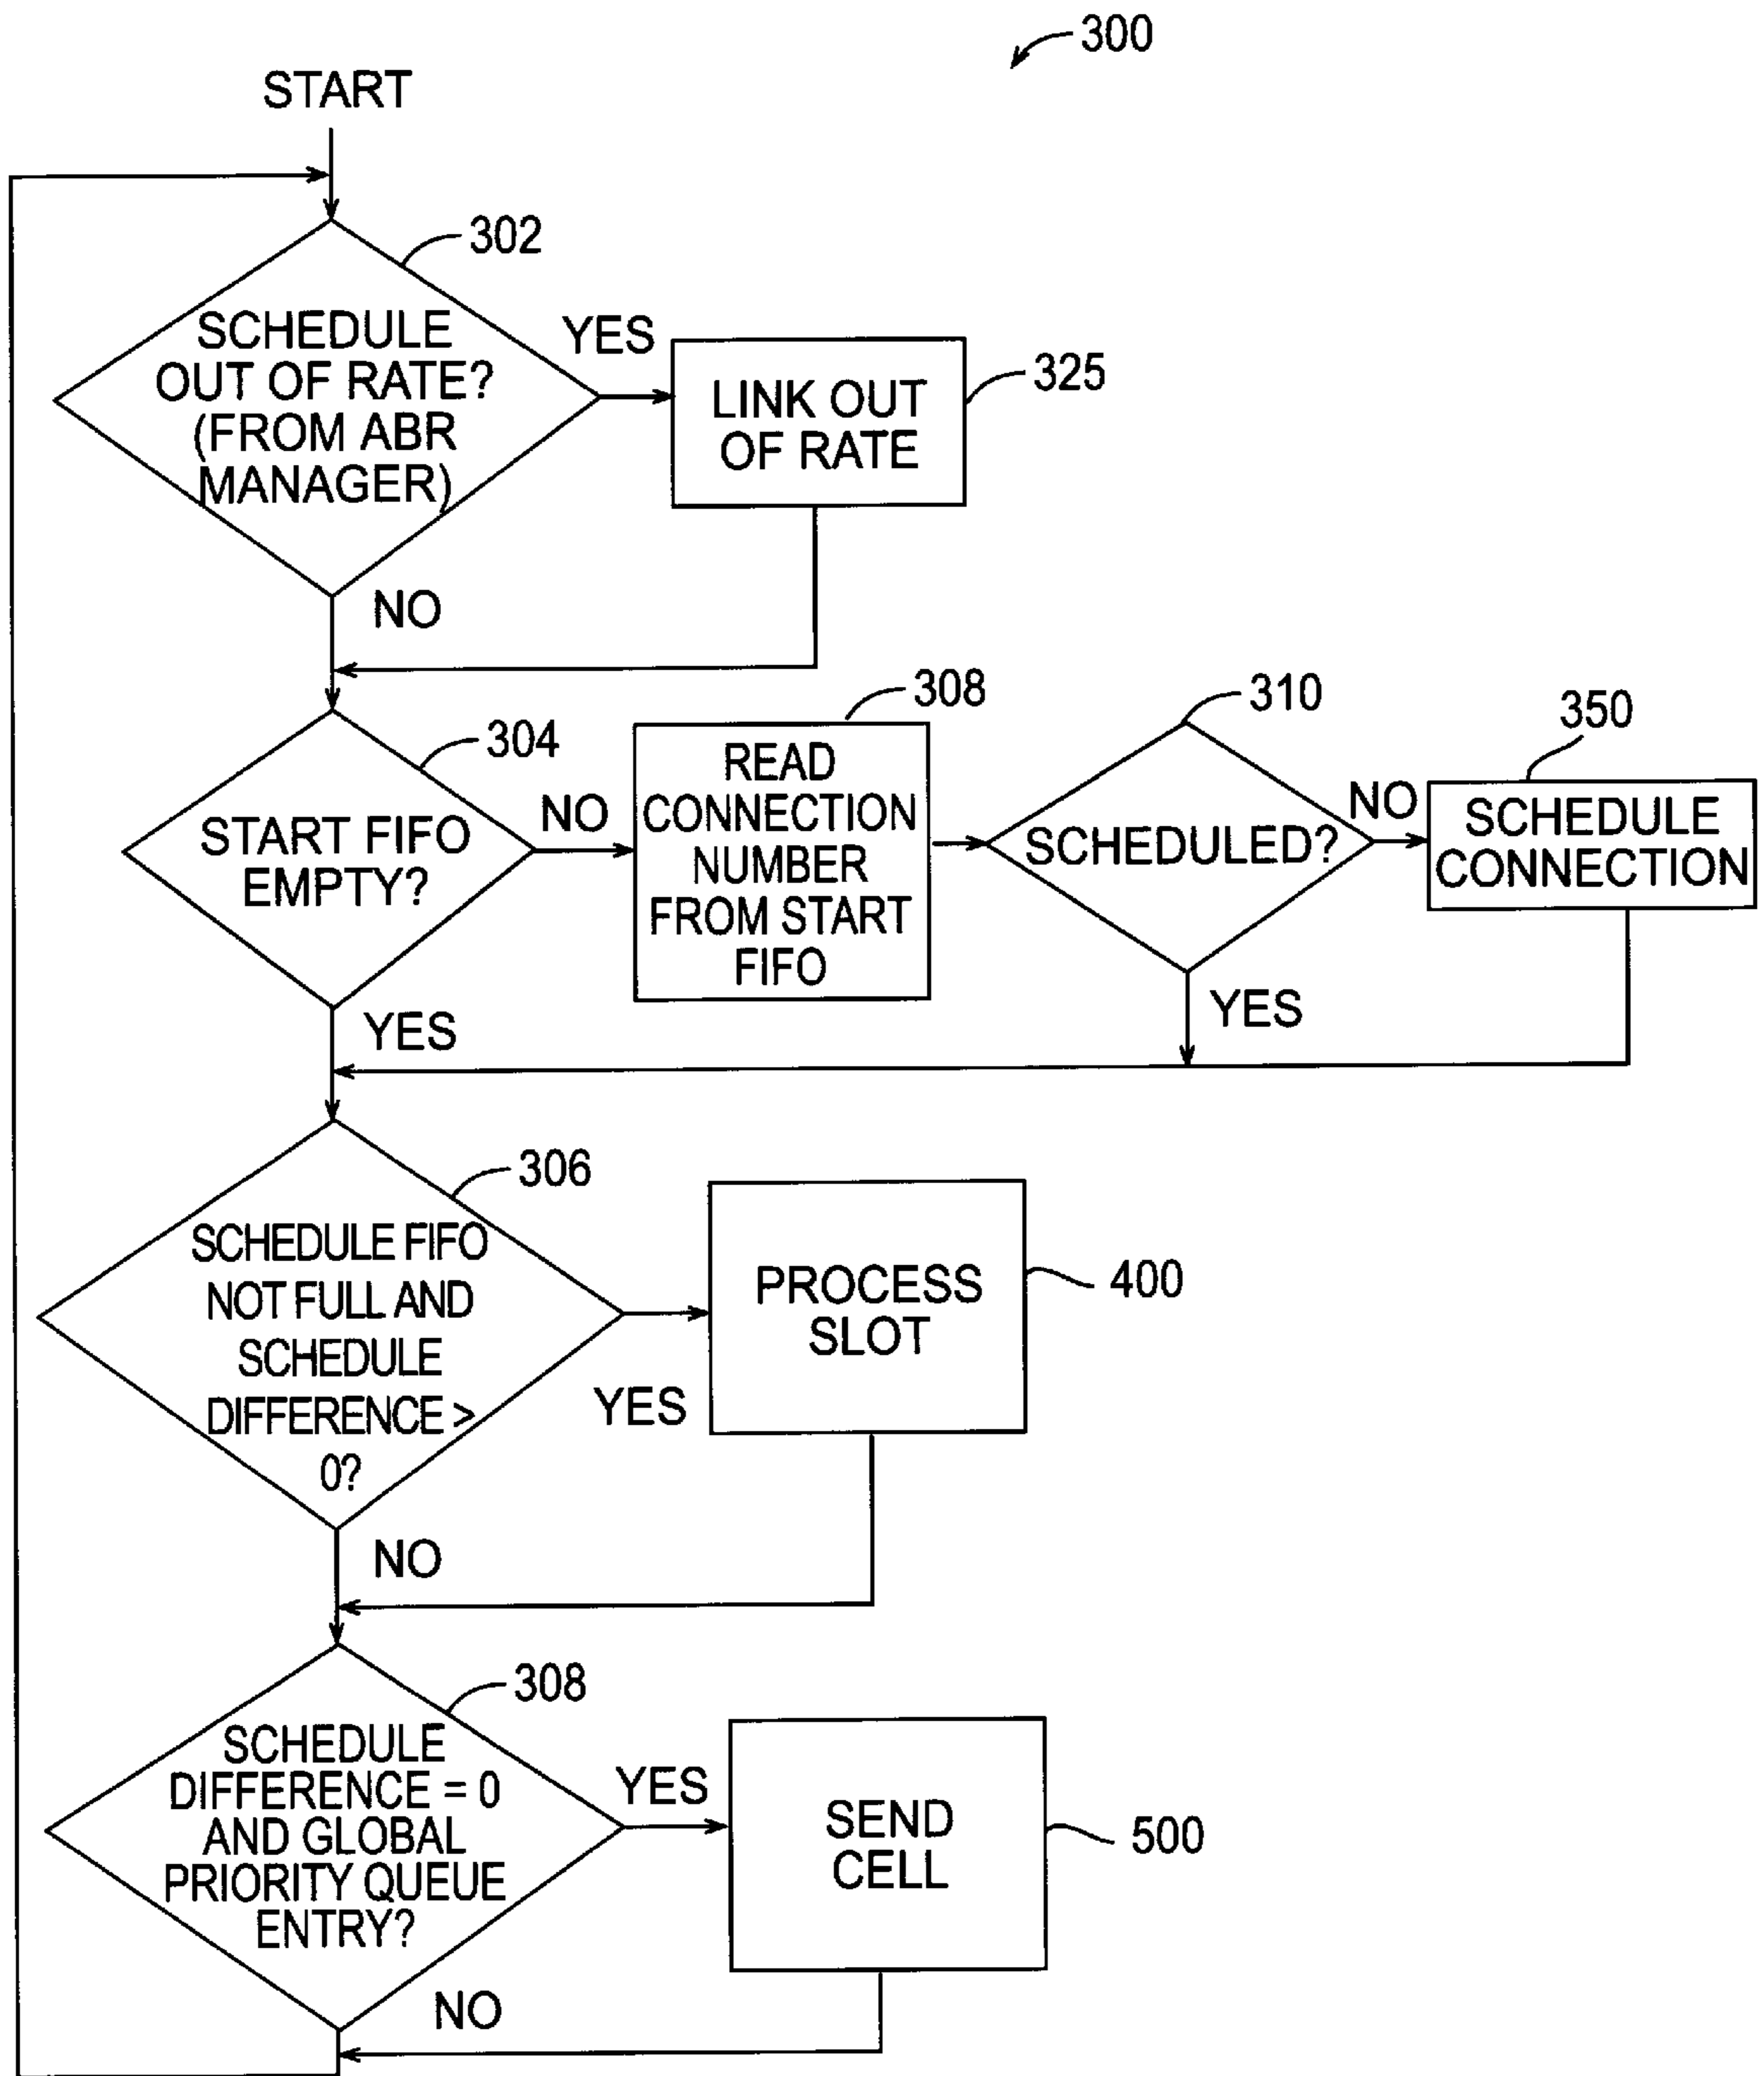 300
START
302
SCHEDULE
OUT OF RATE?
(FROM ABR
MANAGER)
YES
LINK OUT
OF RATE
325
NO
304
START FIFO
EMPTY?
NO
308
READ
CONNECTION
NUMBER
FROM START
FIFO
310
SCHEDULED?
NO
350
SCHEDULE
CONNECTION
YES
YES
306
SCHEDULE FIFO
NOT FULL AND
SCHEDULE
DIFFERENCE >
0?
YES
PROCESS
SLOT
400
NO
308
SCHEDULE
DIFFERENCE = 0
AND GLOBAL
PRIORITY QUEUE
ENTRY?
YES
SEND
CELL
500
NO